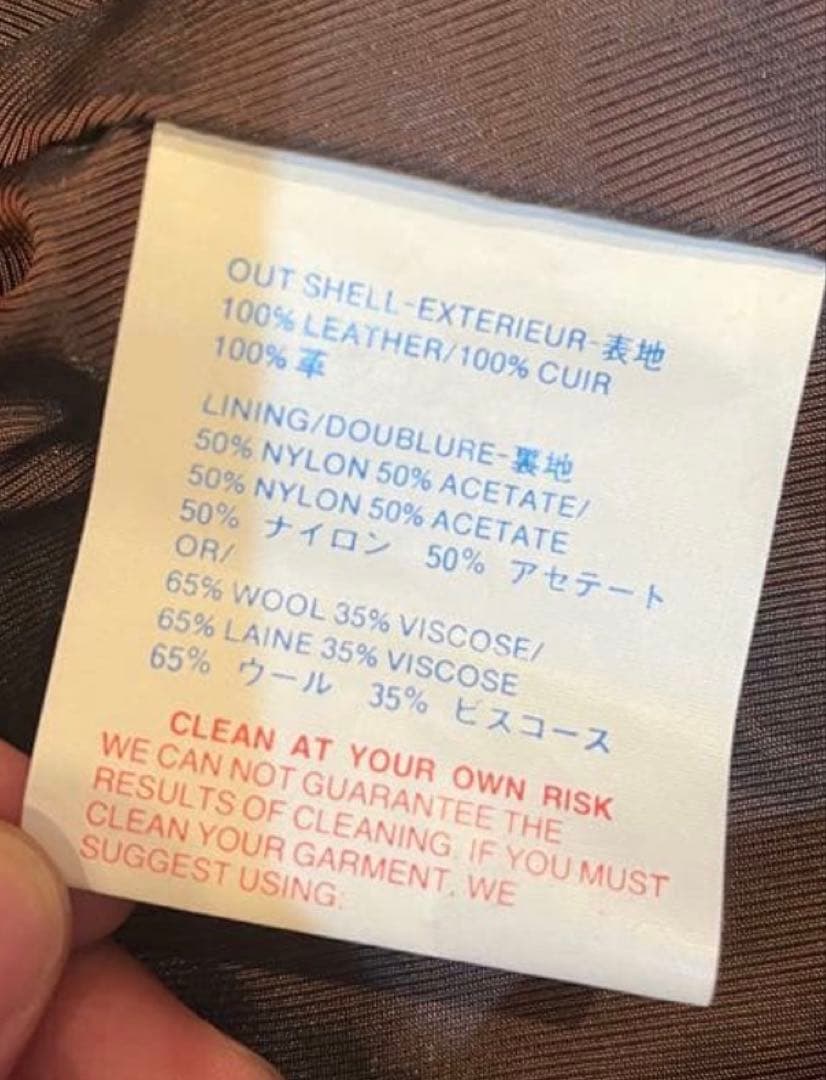 OUT SHELL-EXTERIEUR-表地
100% LEATHER/100% CUIR
100% 革
LINING/DOUBLURE-裏地
50% NYLON 50% ACETATE/
50% NYLON 50% ACETATE
50% ナイロン 50% アセテート
OR/
65% WOOL 35% VISCOSE/
65% LAINE 35% VISCOSE
65% ウール 35% ビスコース
CLEAN AT YOUR OWN RISK
WE CAN NOT GUARANTEE THE
RESULTS OF CLEANING. IF YOU MUST
CLEAN YOUR GARMENT. WE
SUGGEST USING: